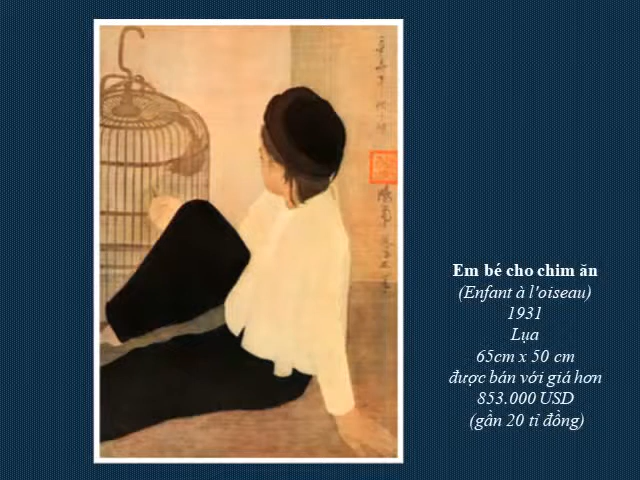 Em bé cho chim ăn
(Enfant à l'oiseau)
1931
Lụa
65cm x 50 cm
được bán với giá hơn
853.000 USD
(gần 20 tỉ đồng)